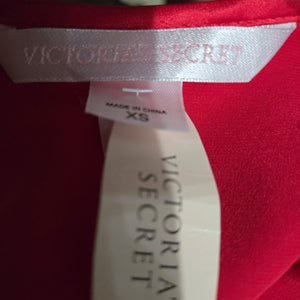 VICTORIA'S SECRET
MADE IN CHINA
XS
VICTORIA'S
SECRET